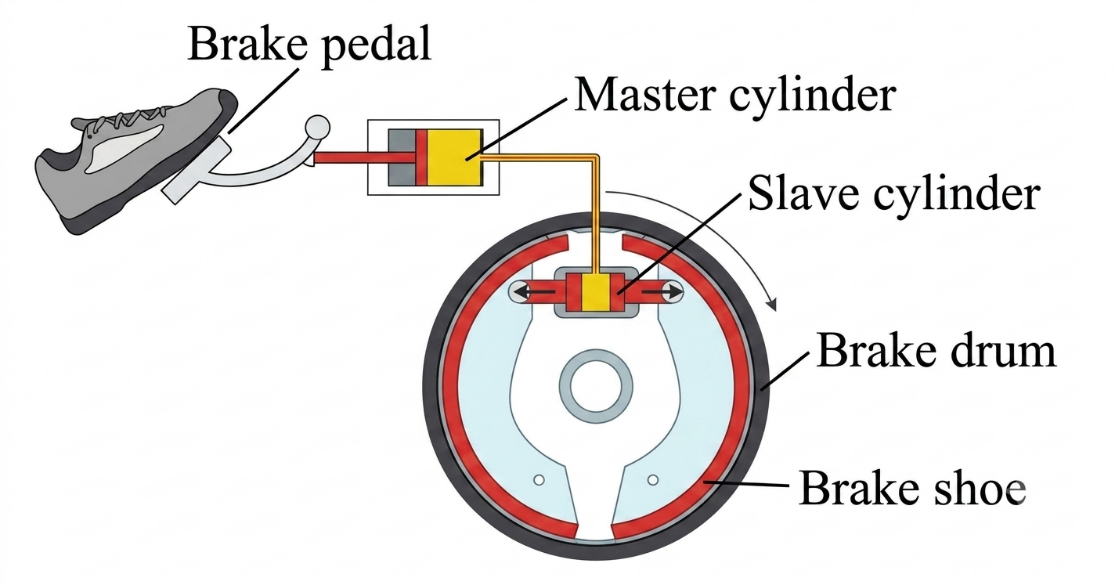 Brake pedal
Master cylinder
Slave cylinder
Brake drum
Brake shoe